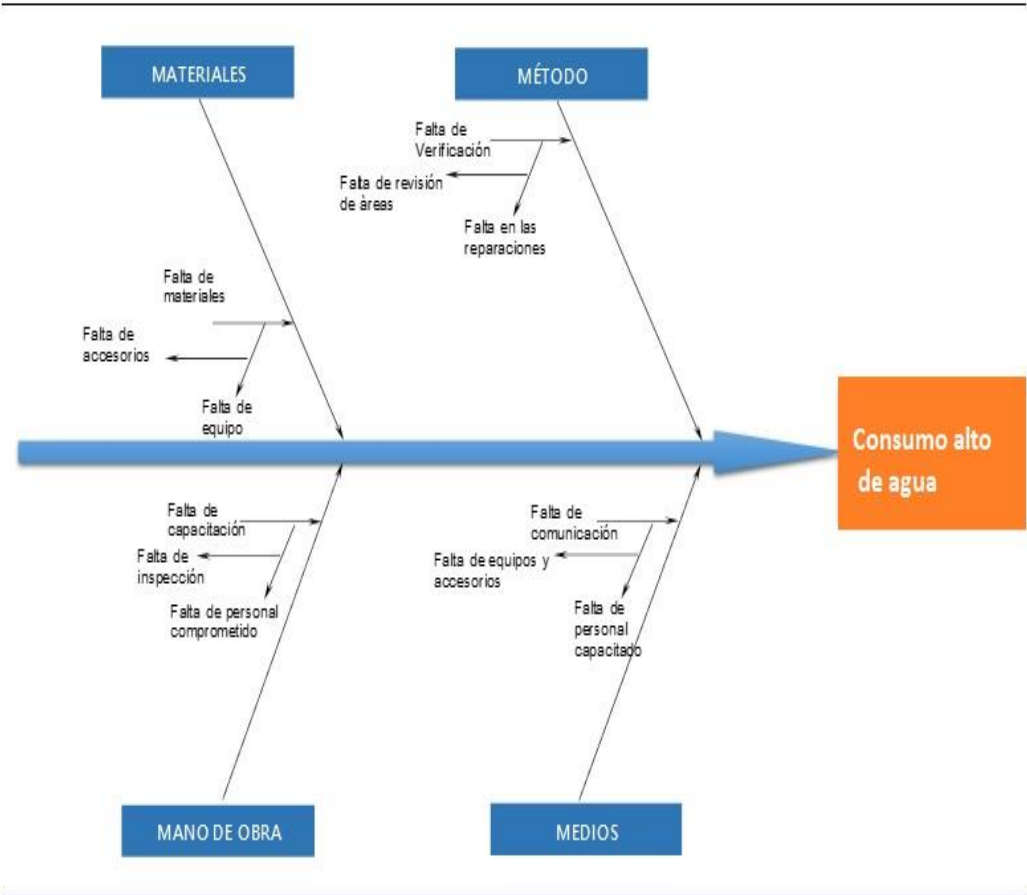 MATERIALES
MÉTODO
Falta de
Verificación
Falta de revisión
de àreas
Falta en las
reparaciones
Falta de
materiales
Falta de
accesorios
Falta de
equipo
Consumo alto
de agua
Falta de
capacitación
Falta de
inspección
Falta de personal
comprometido
Falta de
comunicación
Falta de equipos y
accesorios
Falta de
personal
capacitado
MANO DE OBRA
MEDIOS